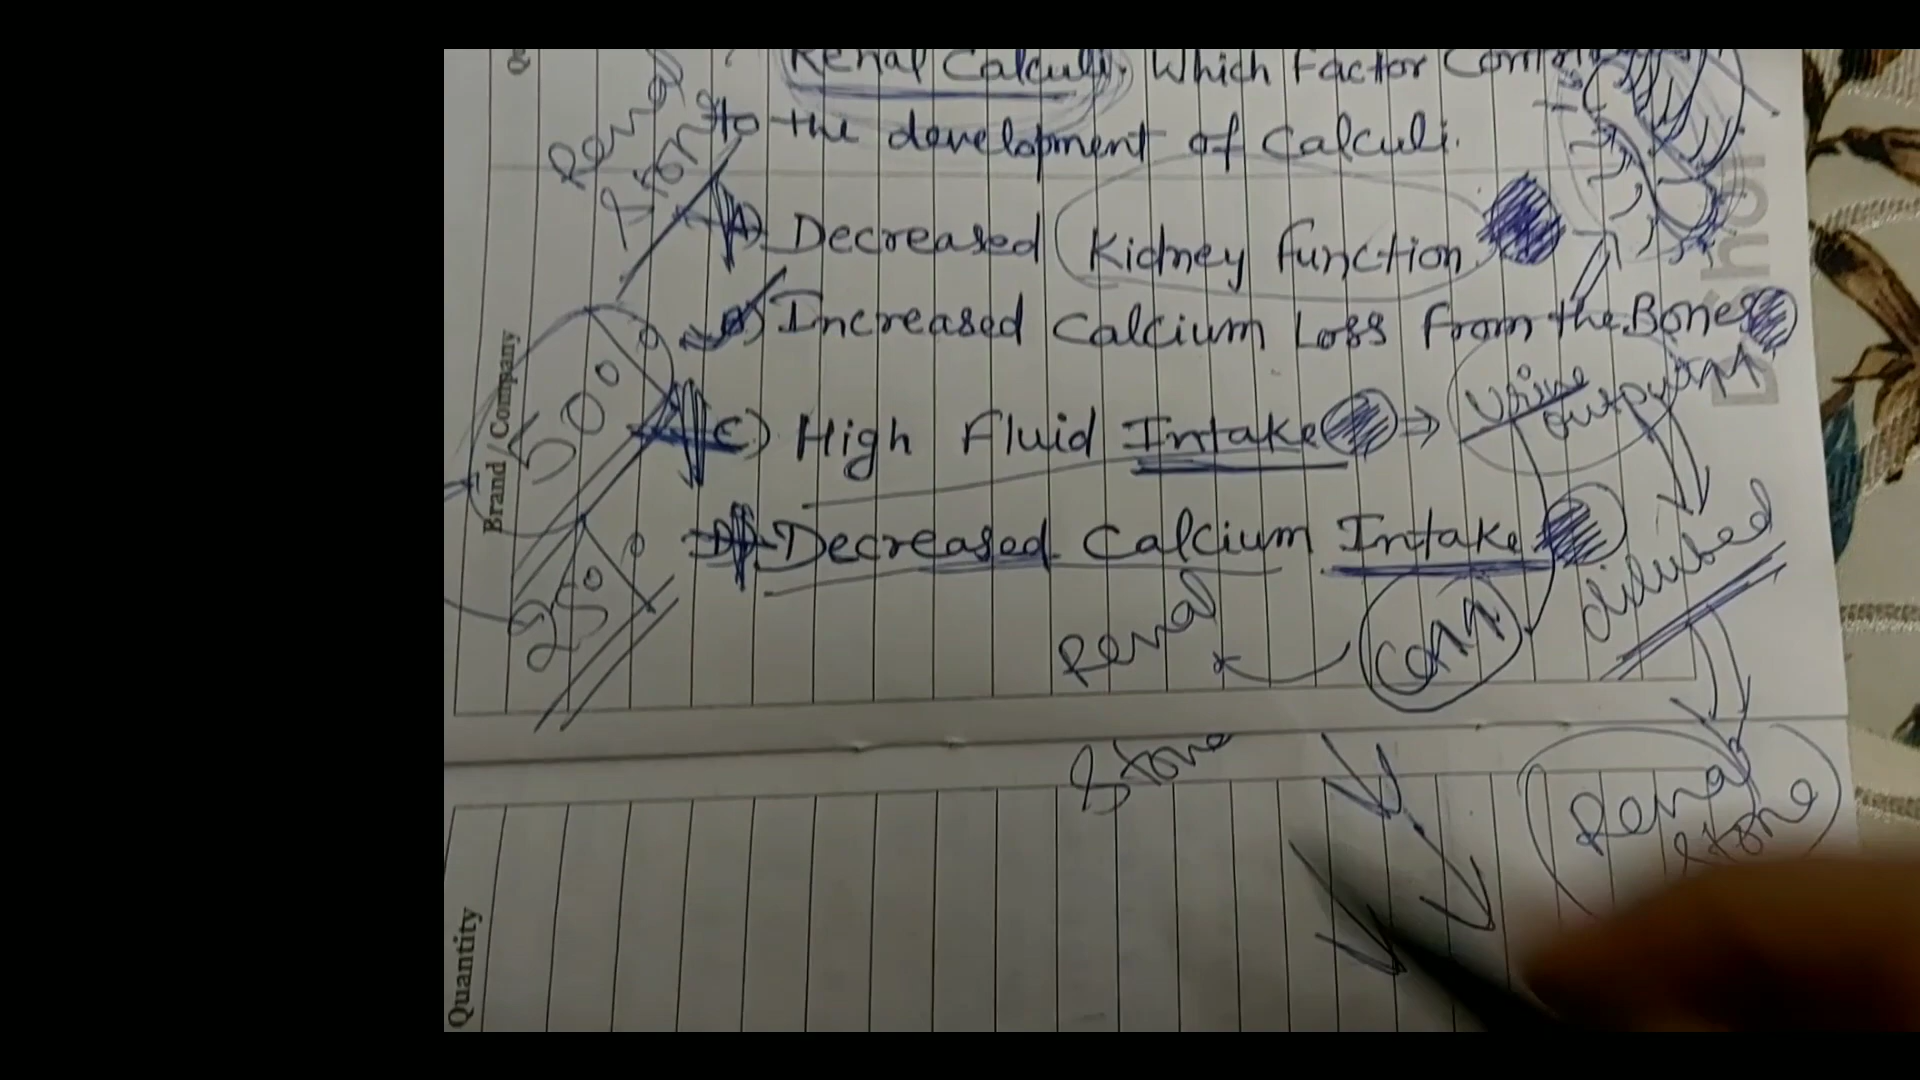 Renal Calculi. Which Factor
to the development of Calculi.
A) Decreased Kidney function
B) Increased Calcium Loss from the Bones
C) High Fluid Intake ⇒ Urine output
D) Decreased Calcium Intake
diluted
Renal
Stone
Renal
Stone
Renal
Stone
500
250
Brand / Company
Quantity